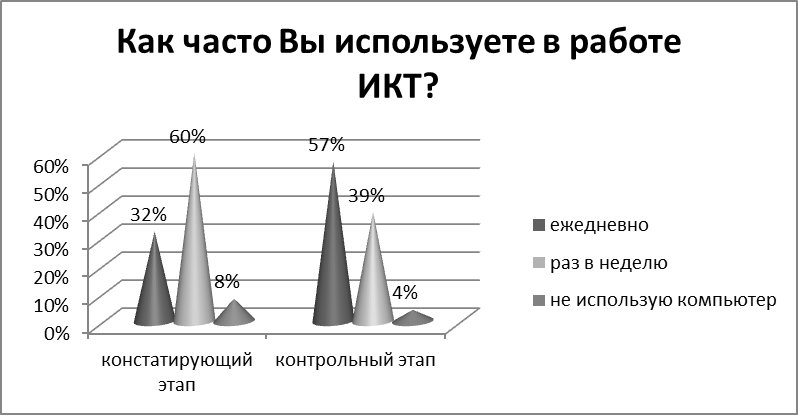 Как часто Вы используете в работе
ИКТ?
60%
50%
40%
30%
20%
10%
0%
32%
60%
8%
57%
39%
4%
констатирующий
этап
контрольный этап
ежедневно
раз в неделю
не использую компьютер